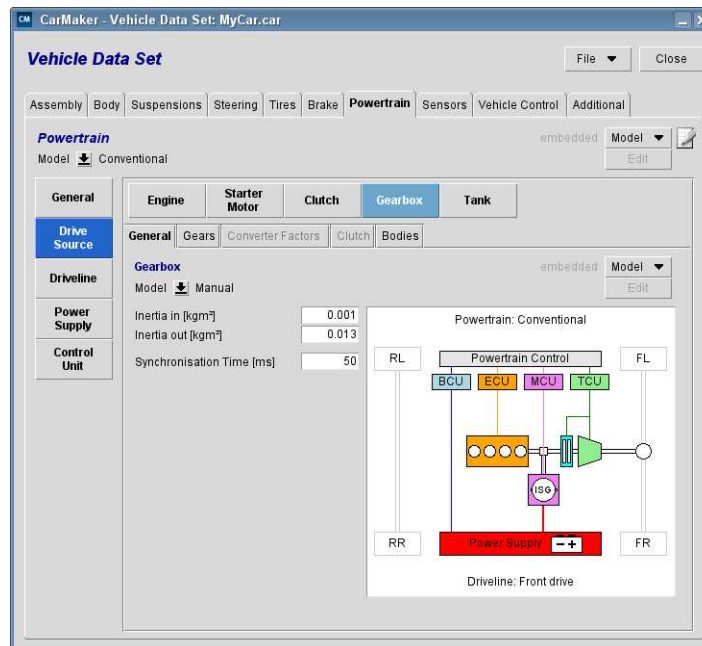 CM CarMaker - Vehicle Data Set: MyCar.car
Vehicle Data Set
File Close
Assembly Body Suspensions Steering Tires Brake Powertrain Sensors Vehicle Control Additional
Powertrain
embedded Model
Model Conventional
Edit
General
Drive
Source
Driveline
Power
Supply
Control
Unit
Engine Starter
Motor Clutch Gearbox Tank
General Gears Converter Factors Clutch Bodies
Gearbox
embedded Model
Model Manual
Edit
Inertia in [kgm²] 0.001
Inertia out [kgm²] 0.013
Synchronisation Time [ms] 50
Powertrain: Conventional
RL Powertrain Control FL
BCU ECU MCU TCU
ISG
RR Power Supply - + FR
Driveline: Front drive